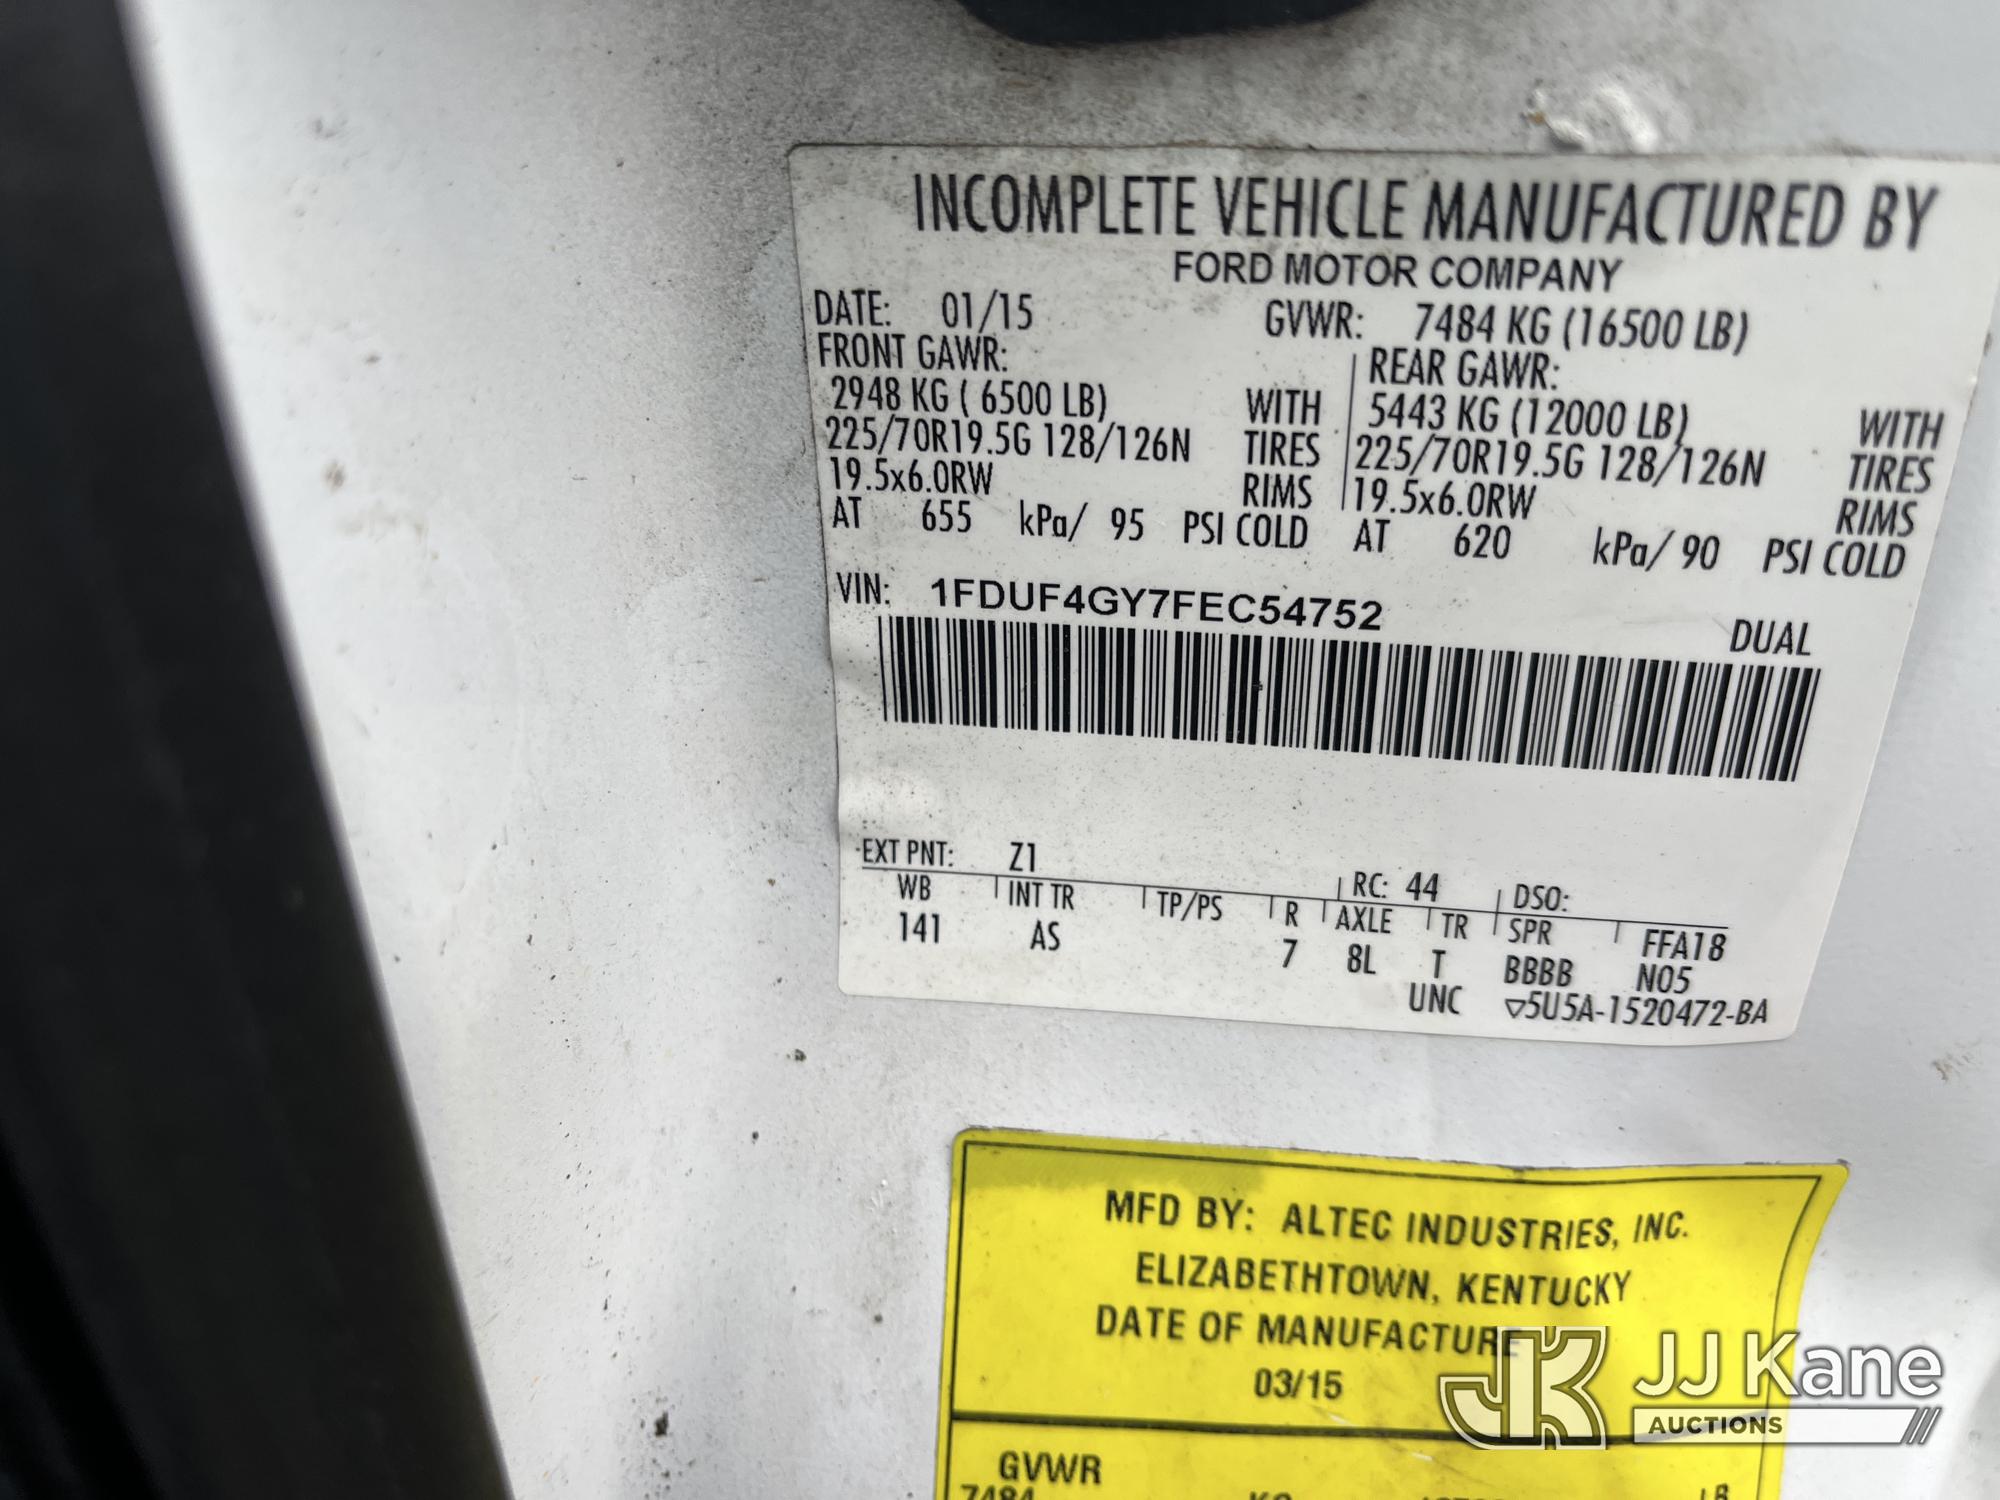 INCOMPLETE VEHICLE MANUFACTURED BY
FORD MOTOR COMPANY
DATE: 01/15 GVWR: 7484 KG (16500 LB)
FRONT GAWR: REAR GAWR:
2948 KG ( 6500 LB) WITH 5443 KG (12000 LB) WITH
225/70R19.5G 128/126N TIRES 225/70R19.5G 128/126N TIRES
19.5x6.0RW RIMS 19.5x6.0RW RIMS
AT 655 kPa/ 95 PSI COLD AT 620 kPa/ 90 PSI COLD
VIN: 1FDUF4GY7FEC54752
DUAL
EXT PNT: Z1 RC: 44 DSO:
WB INT TR TP/PS R AXLE TR SPR FFA18
141 AS 7 8L T BBBB N05
UNC ▽5U5A-1520472-BA
MFD BY: ALTEC INDUSTRIES, INC.
ELIZABETHTOWN, KENTUCKY
DATE OF MANUFACTURE
03/15
GVWR
7484 KG LB
JK JJ Kane
AUCTIONS